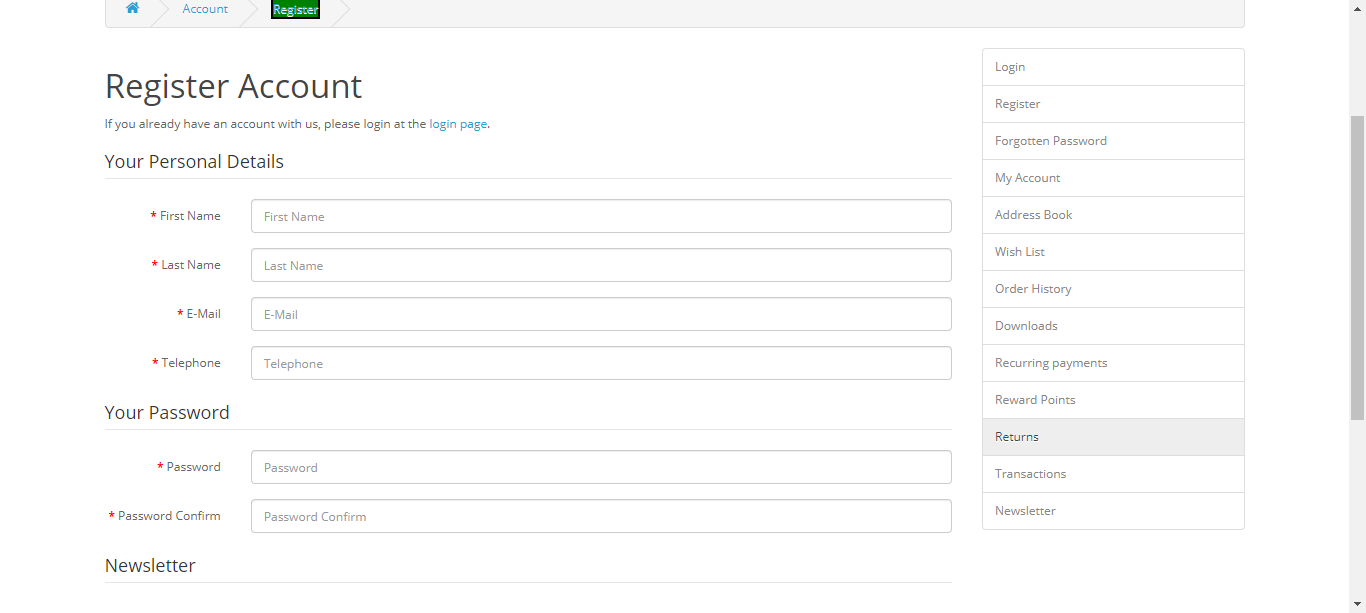 Account
Register
Register Account
If you already have an account with us, please login at the login page.
Your Personal Details
* First Name
First Name
* Last Name
Last Name
* E-Mail
E-Mail
* Telephone
Telephone
Your Password
* Password
Password
* Password Confirm
Password Confirm
Newsletter
Login
Register
Forgotten Password
My Account
Address Book
Wish List
Order History
Downloads
Recurring payments
Reward Points
Returns
Transactions
Newsletter